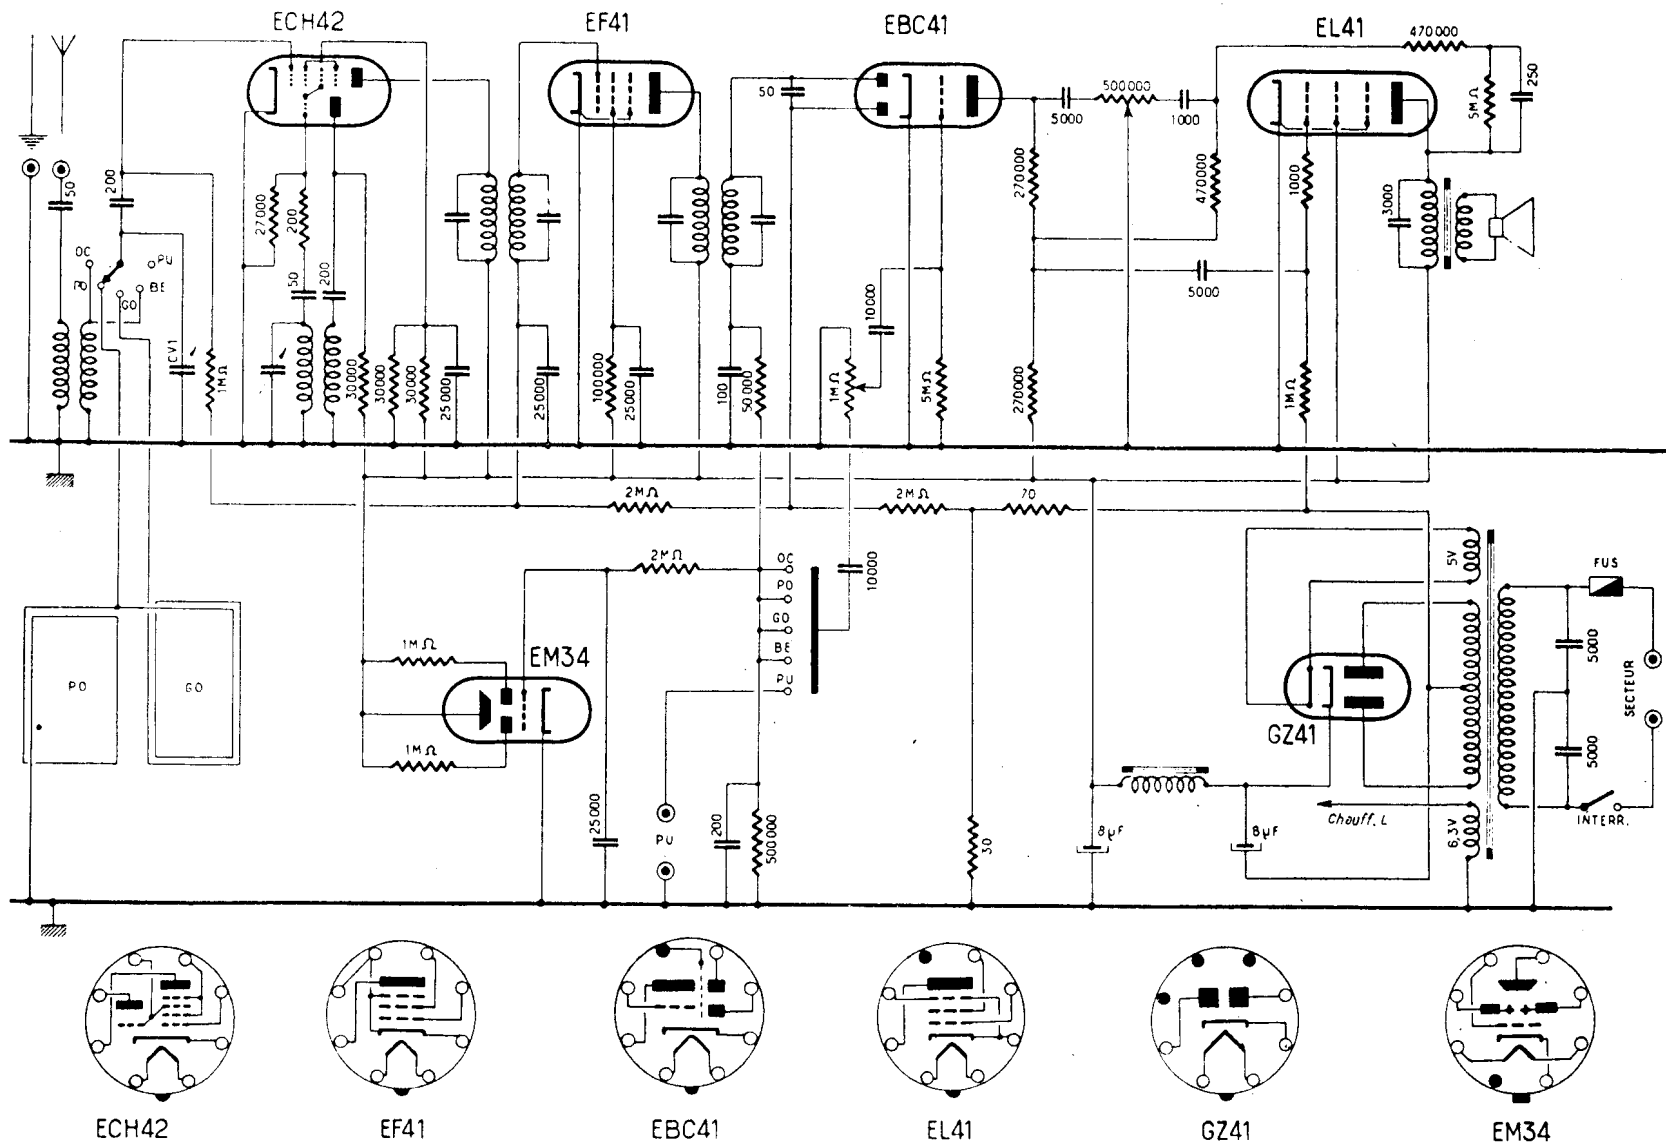 ECH42
EF41
EBC41
EL41
470000
250
5MΩ
50
5000
500000
1000
50
200
OC
PU
PO
GO
BE
CV1
1MΩ
27000
200
50
200
30000
30000
30000
25000
25000
100000
25000
100
50000
10000
1MΩ
5MΩ
270000
470000
1000
3000
5000
270000
1MΩ
2MΩ
2MΩ
70
2MΩ
OC
PO
GO
BE
PU
10000
5V
FUS
PO
GO
1MΩ
EM34
1MΩ
GZ41
5000
SECTEUR
5000
25000
PU
200
500000
30
8µF
8µF
Chauff. L
6,3V
INTERR.
ECH42
EF41
EBC41
EL41
GZ41
EM34